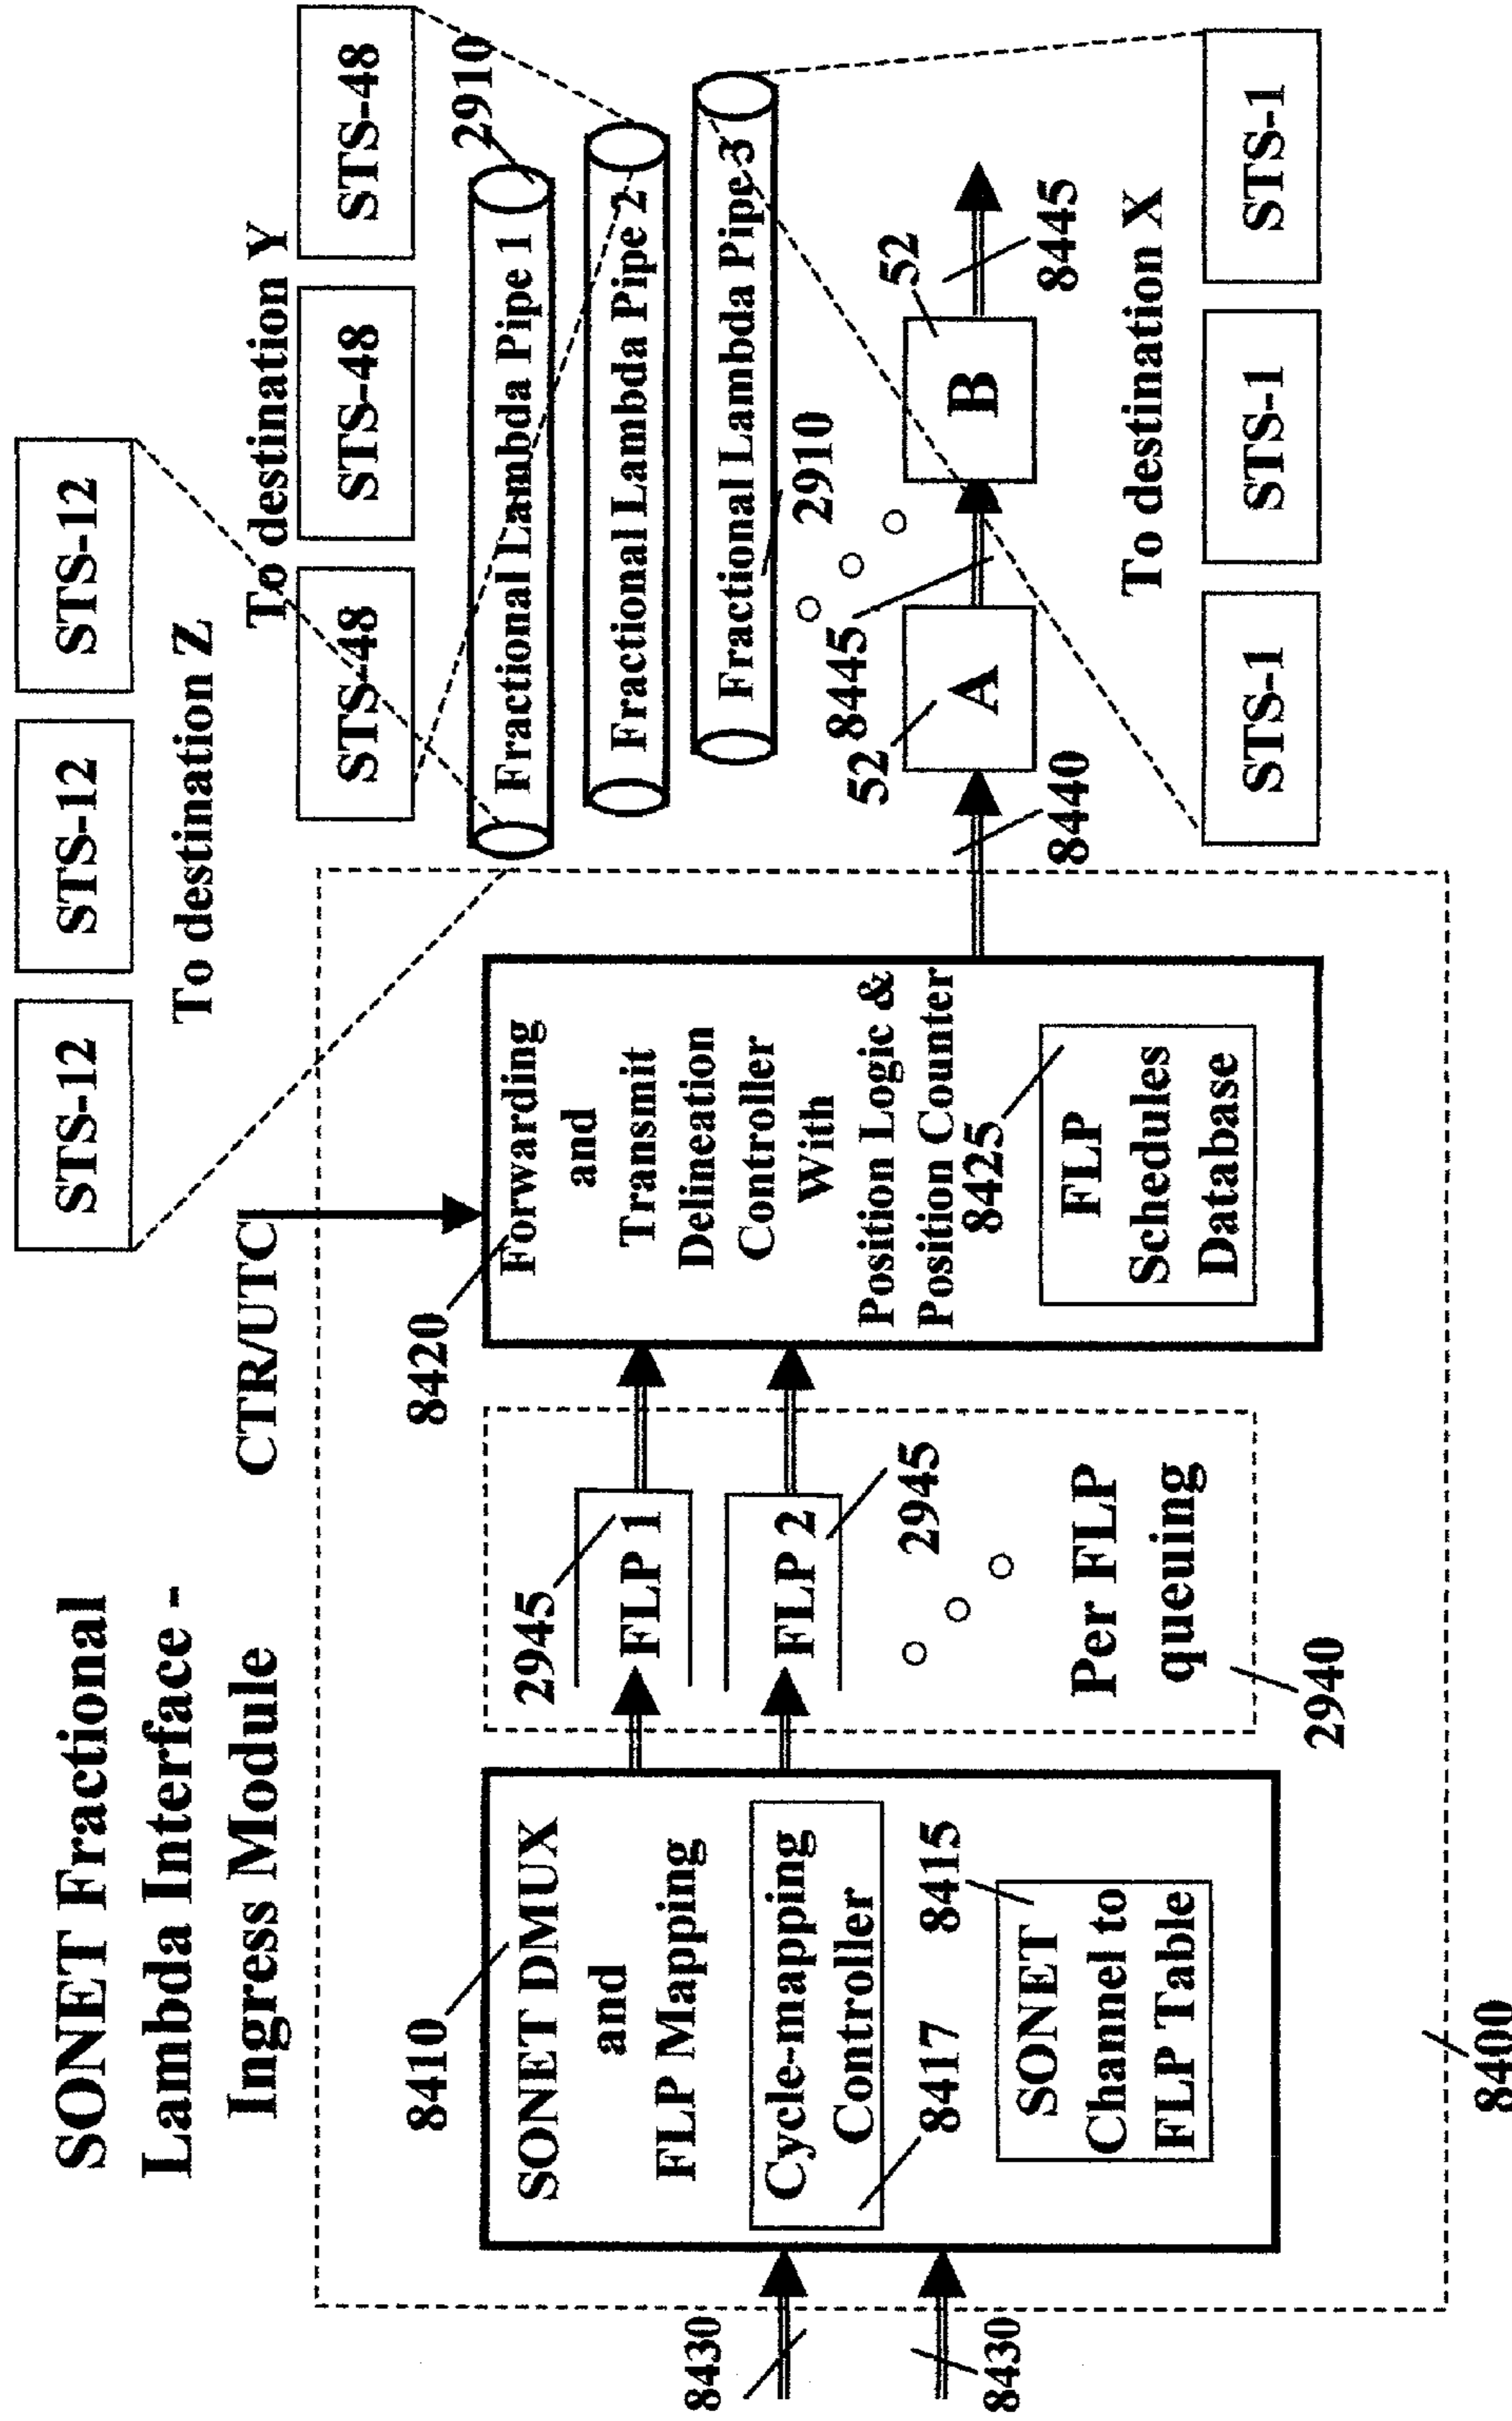 SONET Fractional
Lambda Interface -
Ingress Module
STS-12
STS-12
STS-12
To destination Z
To destination Y
STS-48
STS-48
STS-48
CTR/UTC
8410
SONET DMUX
and
FLP Mapping
Cycle-mapping
Controller
8417
8415
SONET
Channel to
FLP Table
8430
8430
2945
FLP 1
FLP 2
2945
Per FLP
queuing
2940
8420
Forwarding
and
Transmit
Delineation
Controller
With
Position Logic &
Position Counter
8425
FLP
Schedules
Database
2910
Fractional Lambda Pipe 1
Fractional Lambda Pipe 2
Fractional Lambda Pipe 3
2910
8440
52
A
8445
52
B
8445
To destination X
STS-1
STS-1
STS-1
8400